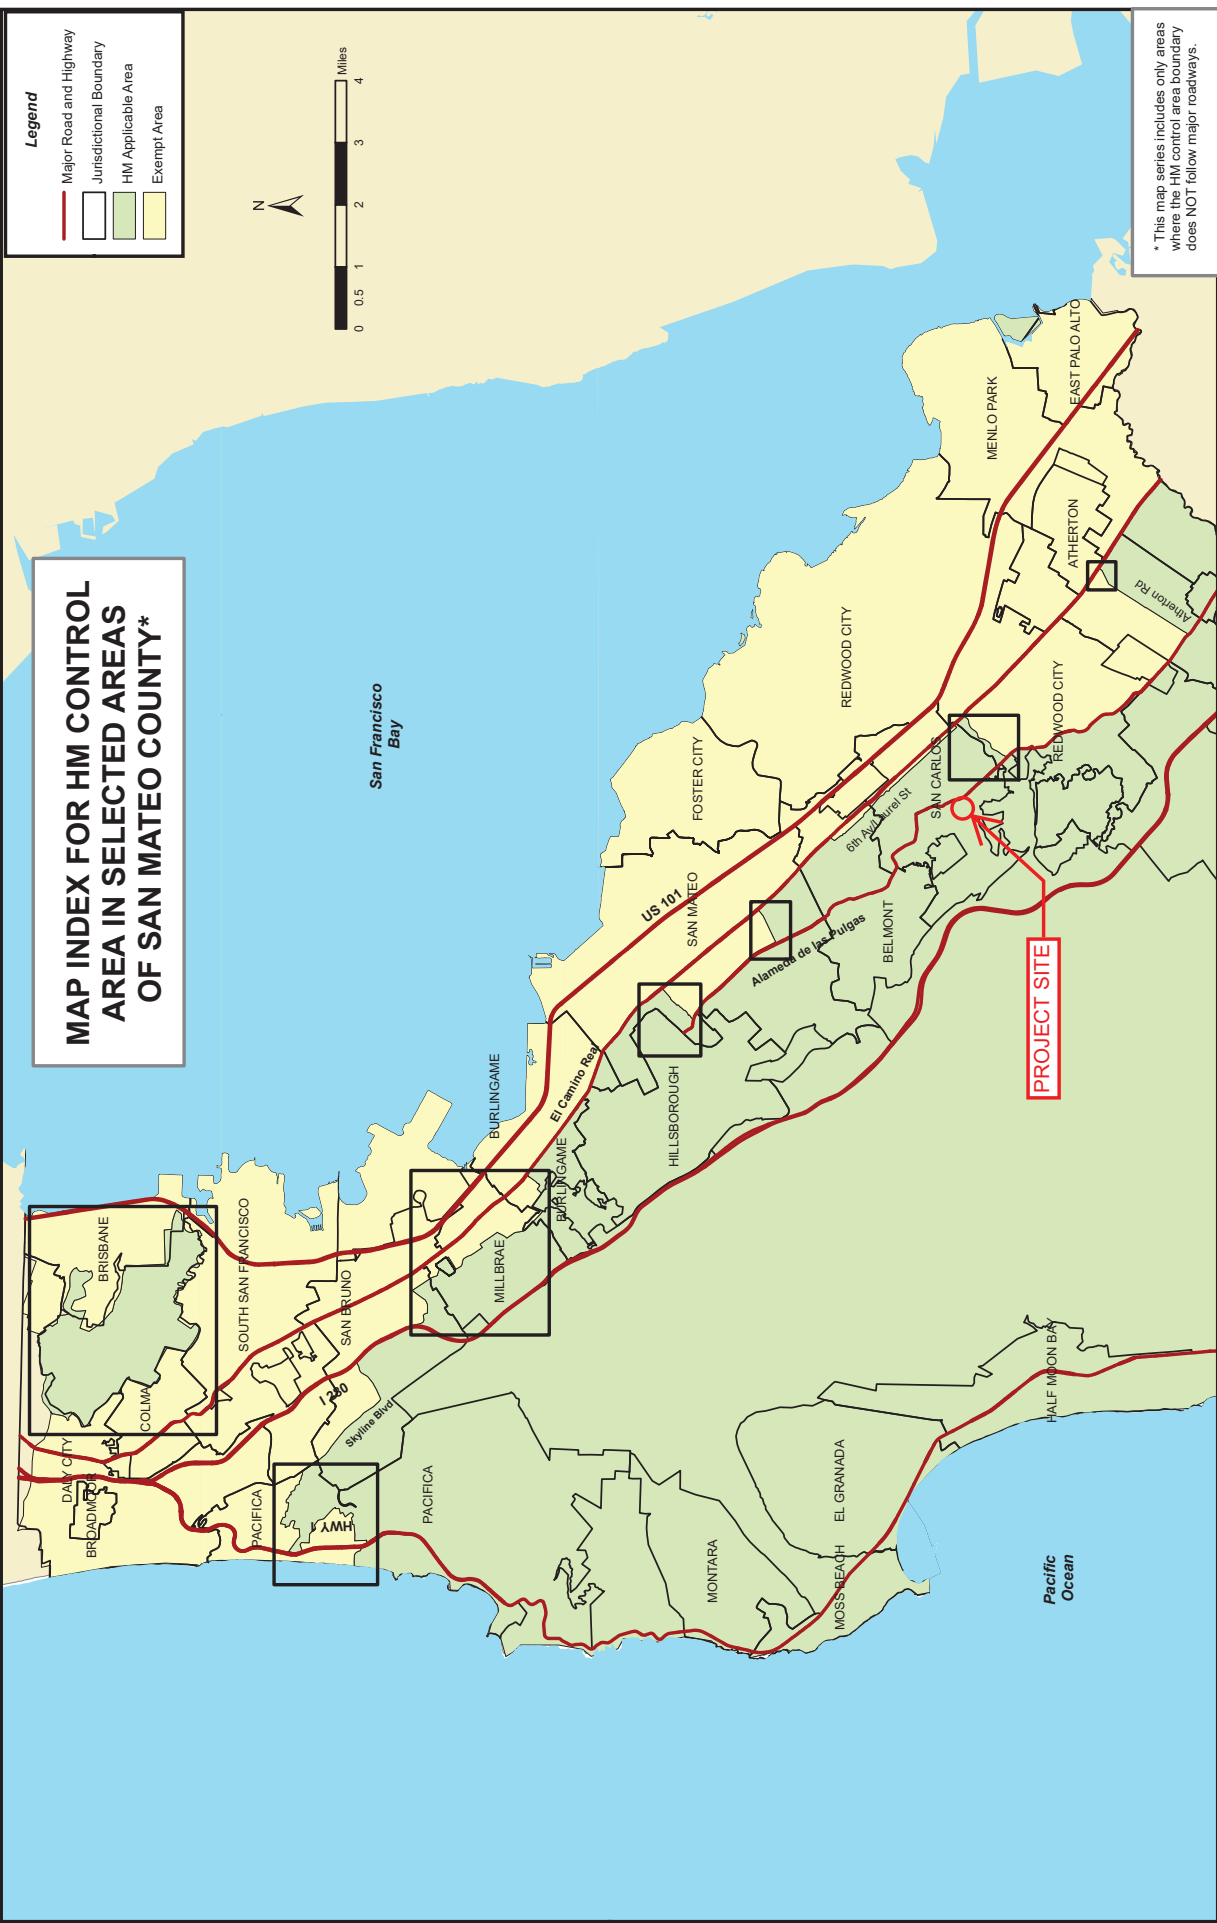 MAP INDEX FOR HM CONTROL
AREA IN SELECTED AREAS
OF SAN MATEO COUNTY*
Legend
Major Road and Highway
Jurisdictional Boundary
HM Applicable Area
Exempt Area
N
0 0.5 1 2 3 4
Miles
San Francisco
Bay
BRISBANE
DALY CITY
BROADMOOR
COLMA
SOUTH SAN FRANCISCO
SAN BRUNO
I 280
Skyline Blvd
PACIFICA
HWY 1
PACIFICA
MILLBRAE
BURLINGAME
BURLINGAME
El Camino Real
HILLSBOROUGH
US 101
SAN MATEO
FOSTER CITY
Alameda de las Pulgas
BELMONT
6th Av/Laurel St
SAN CARLOS
REDWOOD CITY
REDWOOD CITY
MENLO PARK
ATHERTON
EAST PALO ALTO
Atherton Rd
PROJECT SITE
MONTARA
MOSS BEACH
EL GRANADA
HALF MOON BAY
Pacific
Ocean
* This map series includes only areas
where the HM control area boundary
does NOT follow major roadways.